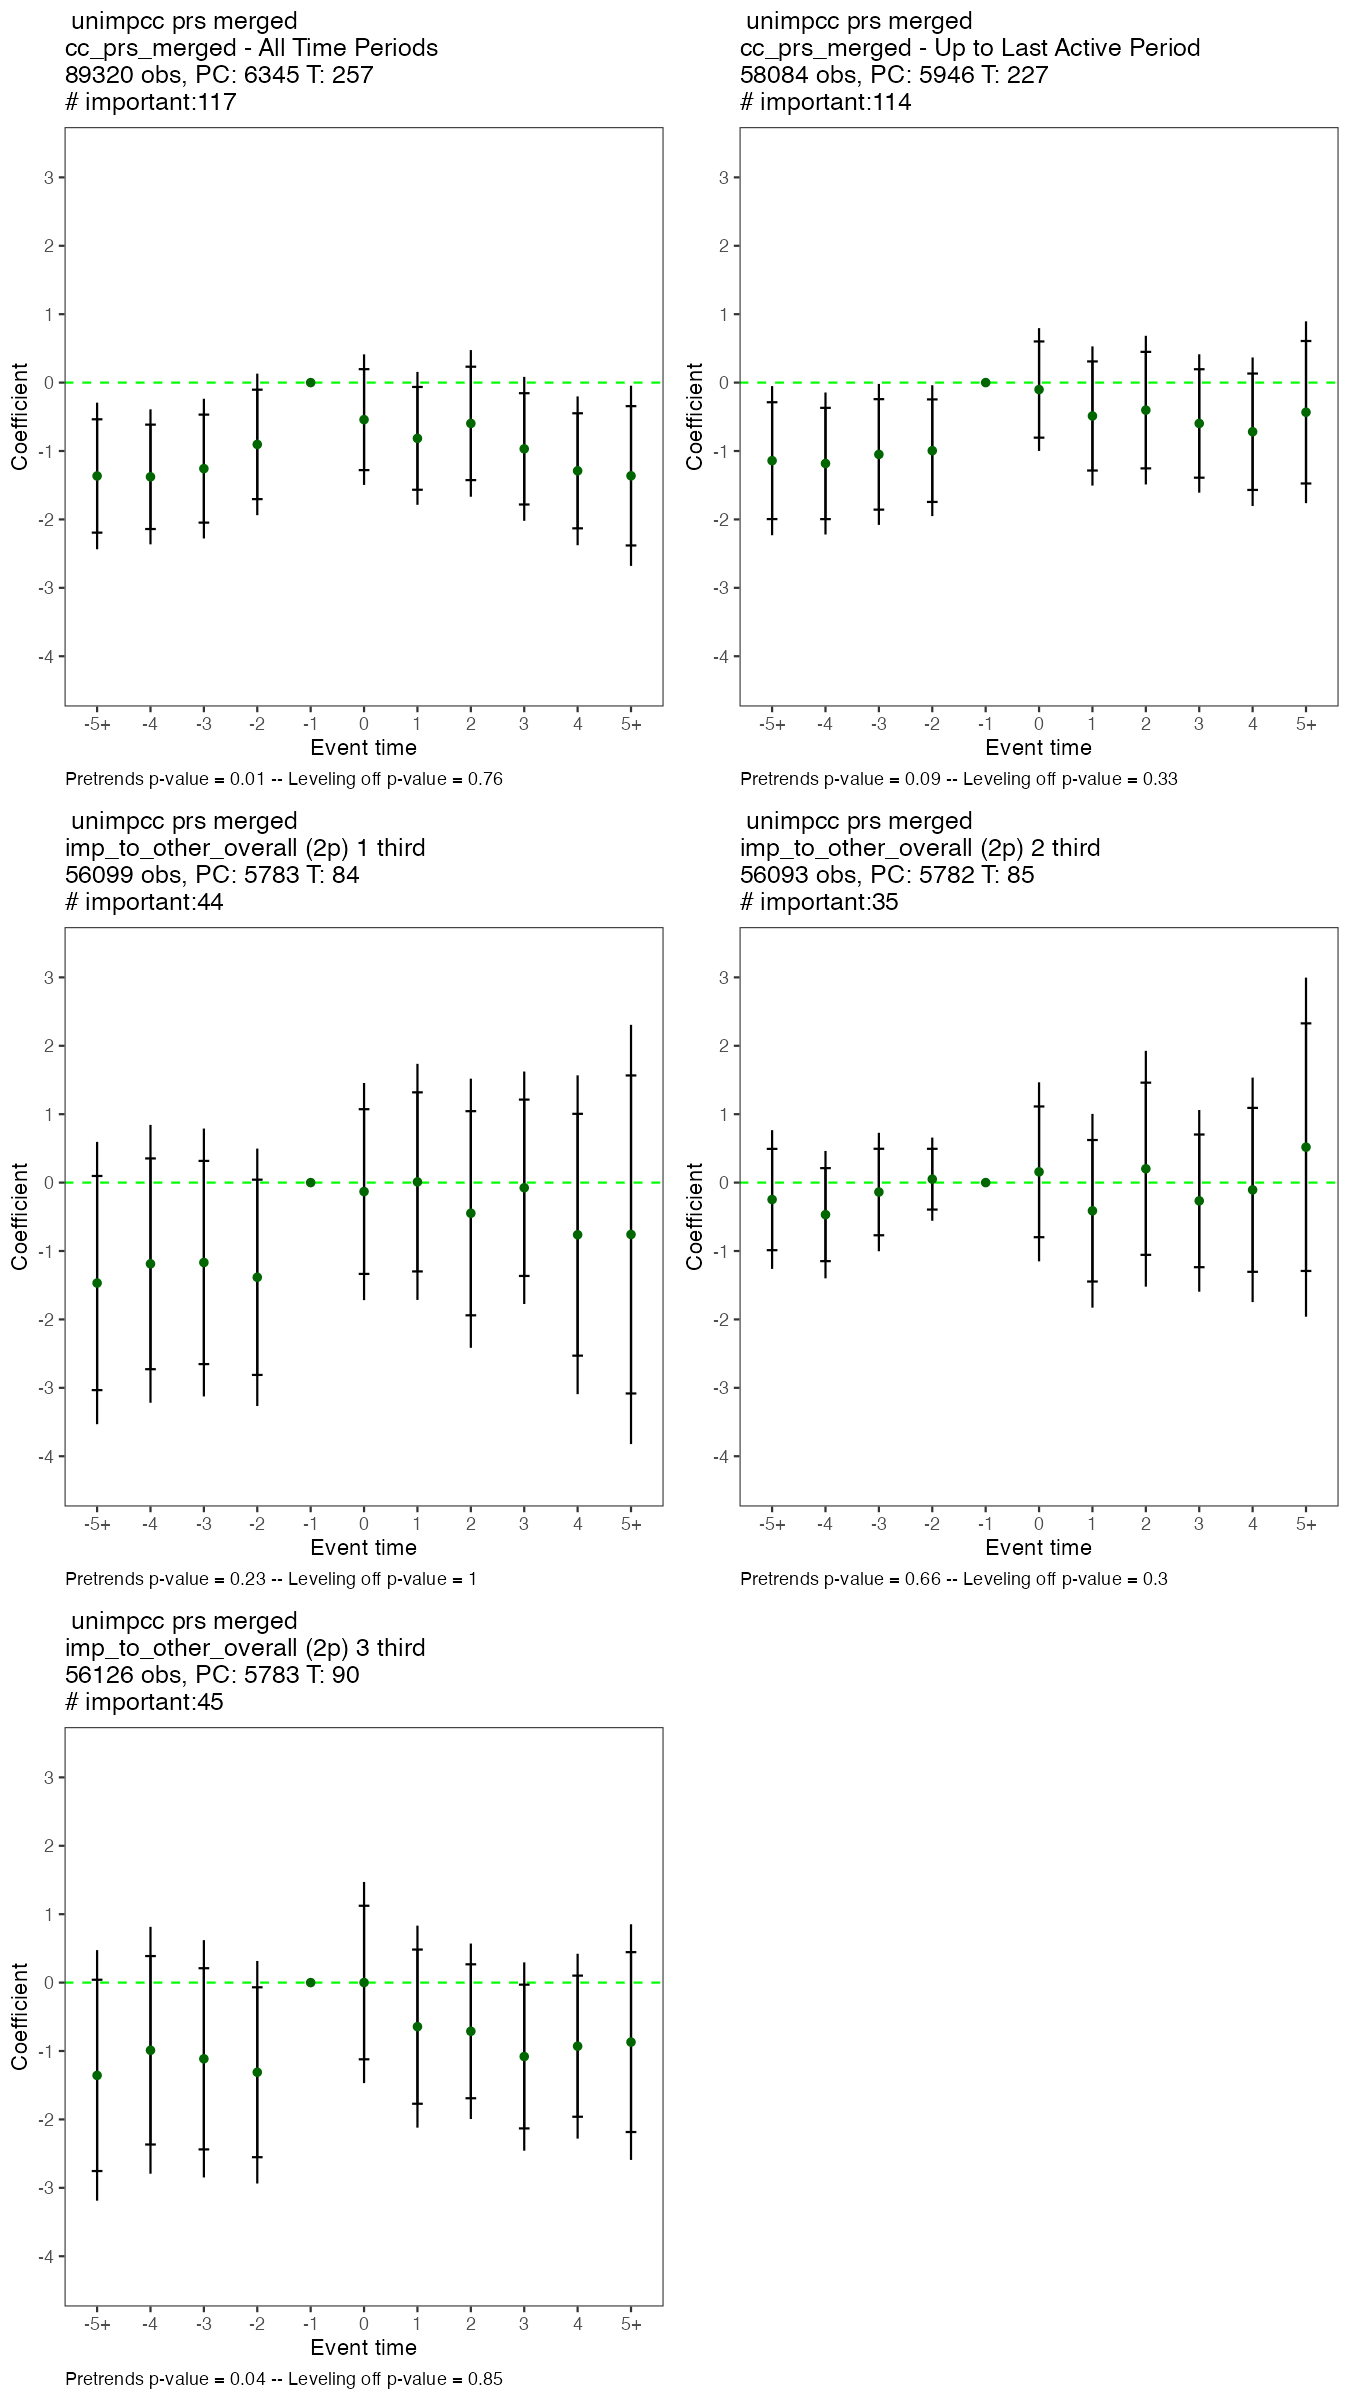 unimpcc prs merged
cc_prs_merged - All Time Periods
89320 obs, PC: 6345 T: 257
# important:117
3
2
1
0
-1
-2
-3
-4
Coefficient
-5+ -4 -3 -2 -1 0 1 2 3 4 5+
Event time
Pretrends p-value = 0.01 -- Leveling off p-value = 0.76
unimpcc prs merged
cc_prs_merged - Up to Last Active Period
58084 obs, PC: 5946 T: 227
# important:114
3
2
1
0
-1
-2
-3
-4
Coefficient
-5+ -4 -3 -2 -1 0 1 2 3 4 5+
Event time
Pretrends p-value = 0.09 -- Leveling off p-value = 0.33
unimpcc prs merged
imp_to_other_overall (2p) 1 third
56099 obs, PC: 5783 T: 84
# important:44
3
2
1
0
-1
-2
-3
-4
Coefficient
-5+ -4 -3 -2 -1 0 1 2 3 4 5+
Event time
Pretrends p-value = 0.23 -- Leveling off p-value = 1
unimpcc prs merged
imp_to_other_overall (2p) 2 third
56093 obs, PC: 5782 T: 85
# important:35
3
2
1
0
-1
-2
-3
-4
Coefficient
-5+ -4 -3 -2 -1 0 1 2 3 4 5+
Event time
Pretrends p-value = 0.66 -- Leveling off p-value = 0.3
unimpcc prs merged
imp_to_other_overall (2p) 3 third
56126 obs, PC: 5783 T: 90
# important:45
3
2
1
0
-1
-2
-3
-4
Coefficient
-5+ -4 -3 -2 -1 0 1 2 3 4 5+
Event time
Pretrends p-value = 0.04 -- Leveling off p-value = 0.85